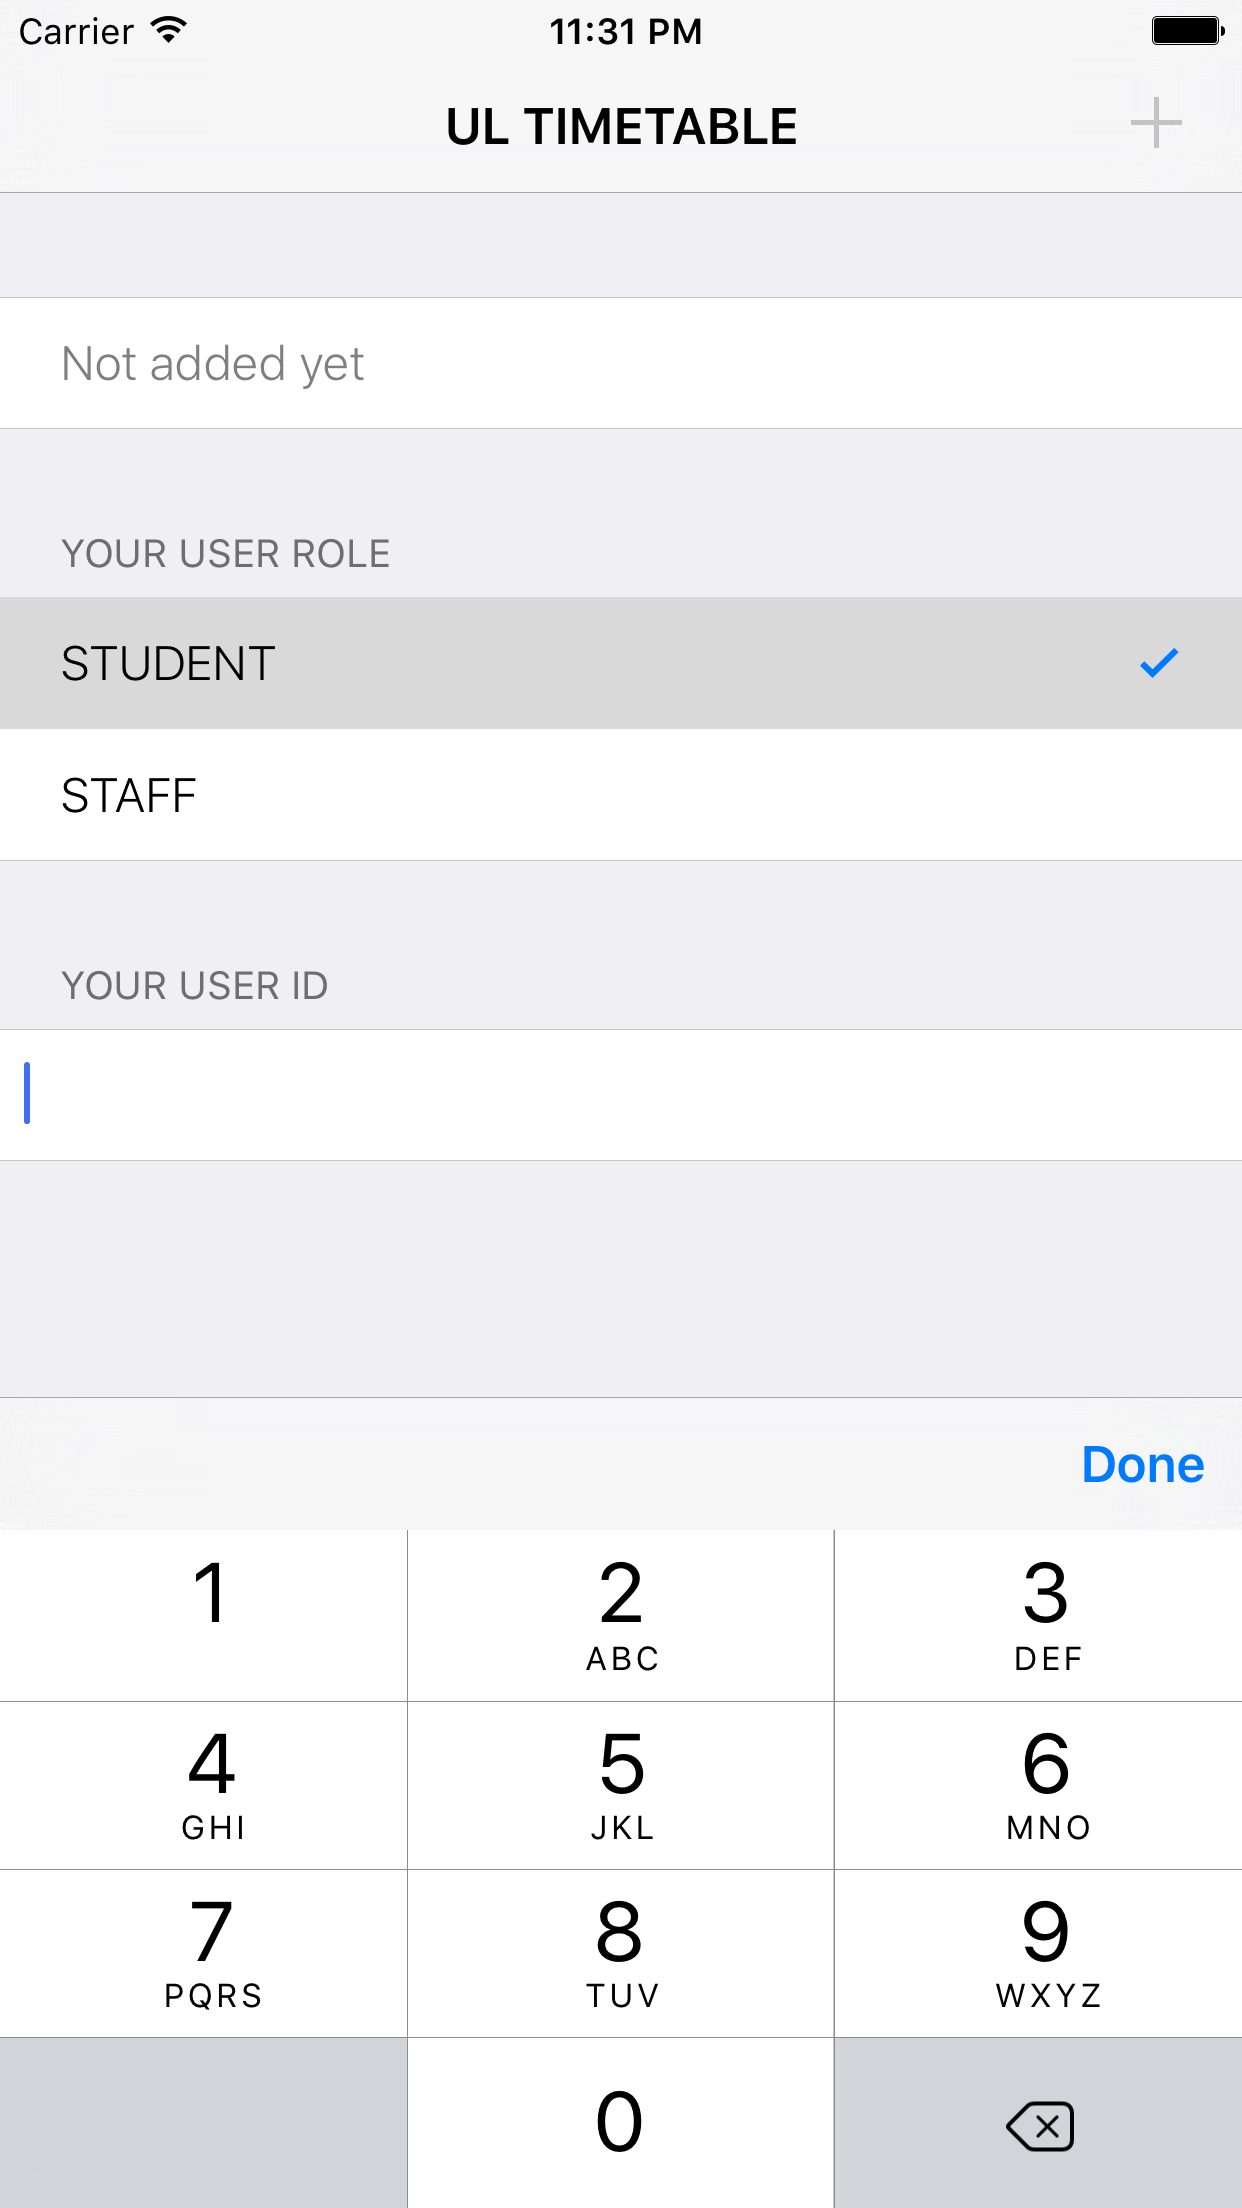 Carrier 11:31 PM
UL TIMETABLE
Not added yet
YOUR USER ROLE
STUDENT
STAFF
YOUR USER ID
Done
1 2 3
ABC DEF
4 5 6
GHI JKL MNO
7 8 9
PQRS TUV WXYZ
0